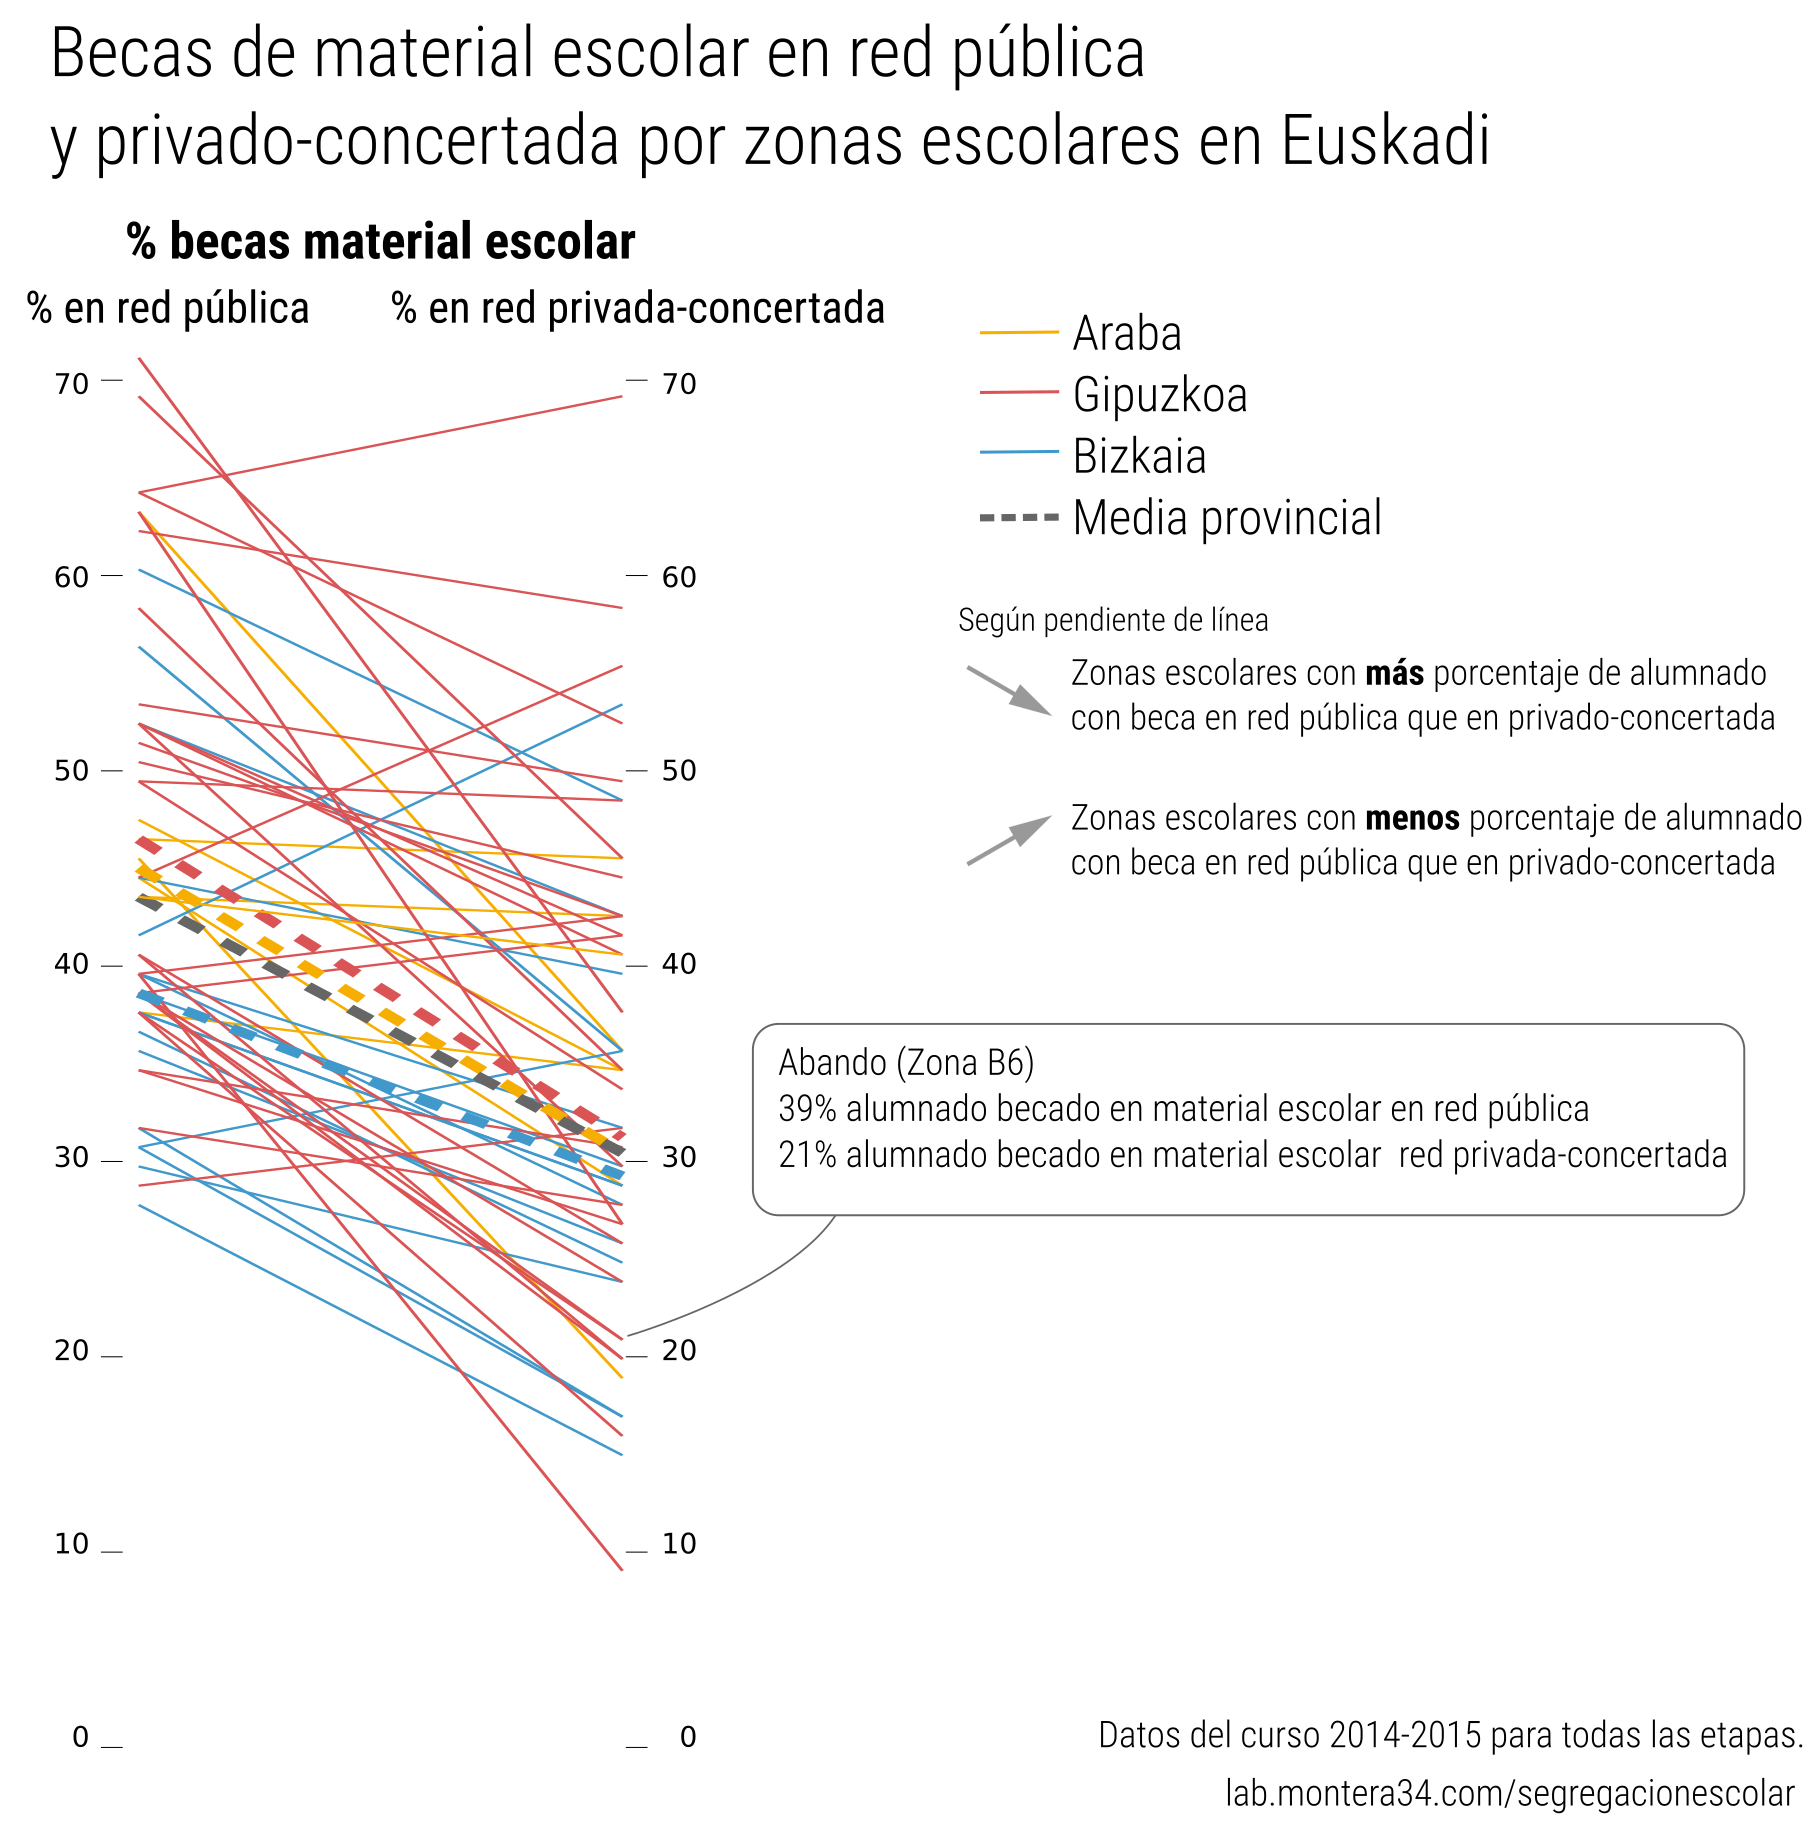 Becas de material escolar en red pública
y privado-concertada por zonas escolares en Euskadi
% becas material escolar
% en red pública
% en red privada-concertada
70
60
50
40
30
20
10
0
70
60
50
40
30
20
10
0
Araba
Gipuzkoa
Bizkaia
Media provincial
Según pendiente de línea
Zonas escolares con más porcentaje de alumnado
con beca en red pública que en privado-concertada
Zonas escolares con menos porcentaje de alumnado
con beca en red pública que en privado-concertada
Abando (Zona B6)
39% alumnado becado en material escolar en red pública
21% alumnado becado en material escolar  red privada-concertada
Datos del curso 2014-2015 para todas las etapas.
lab.montera34.com/segregacionescolar